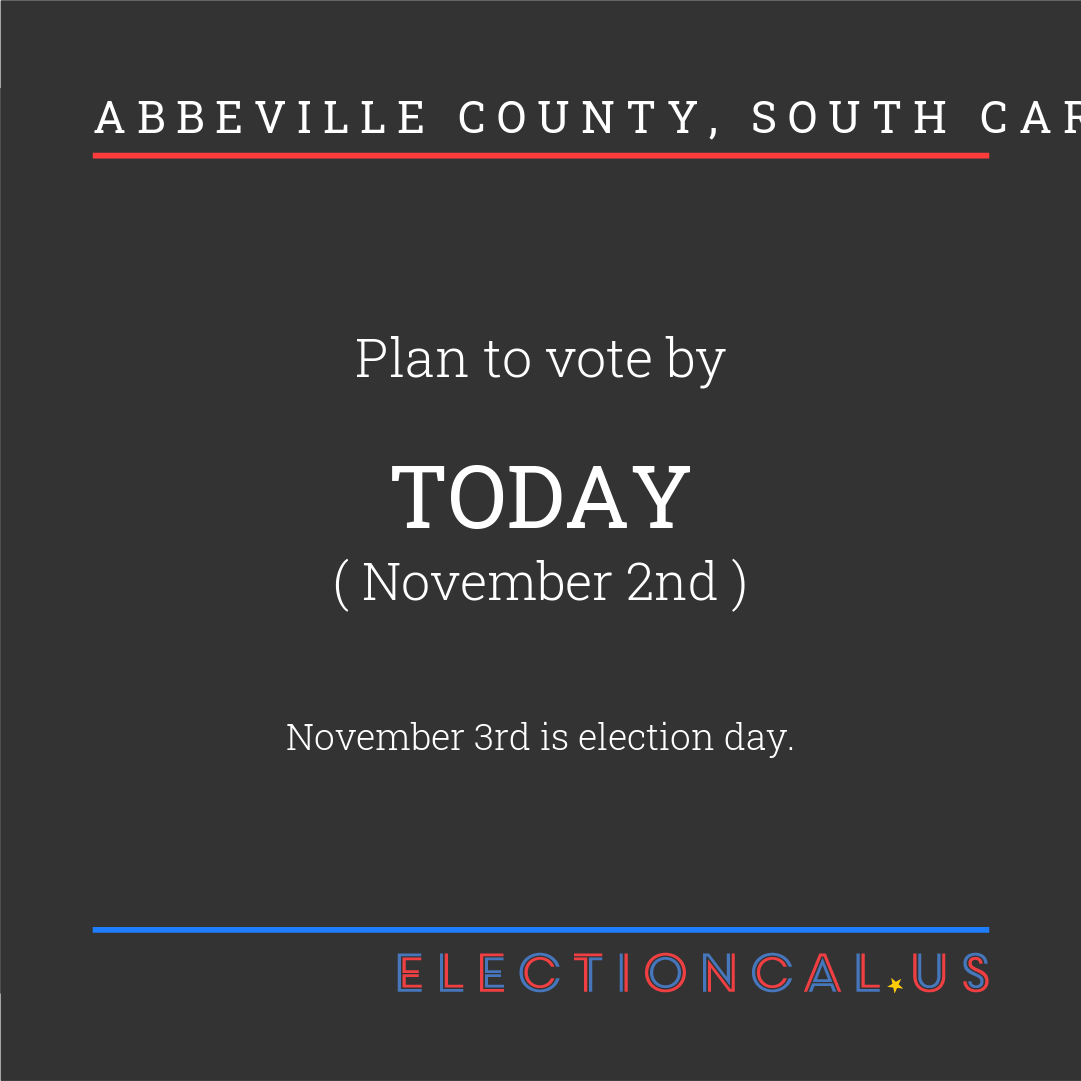 ABBEVILLE COUNTY, SOUTH CAR
Plan to vote by
TODAY
( November 2nd )
November 3rd is election day.
ELECTIONCAL.US